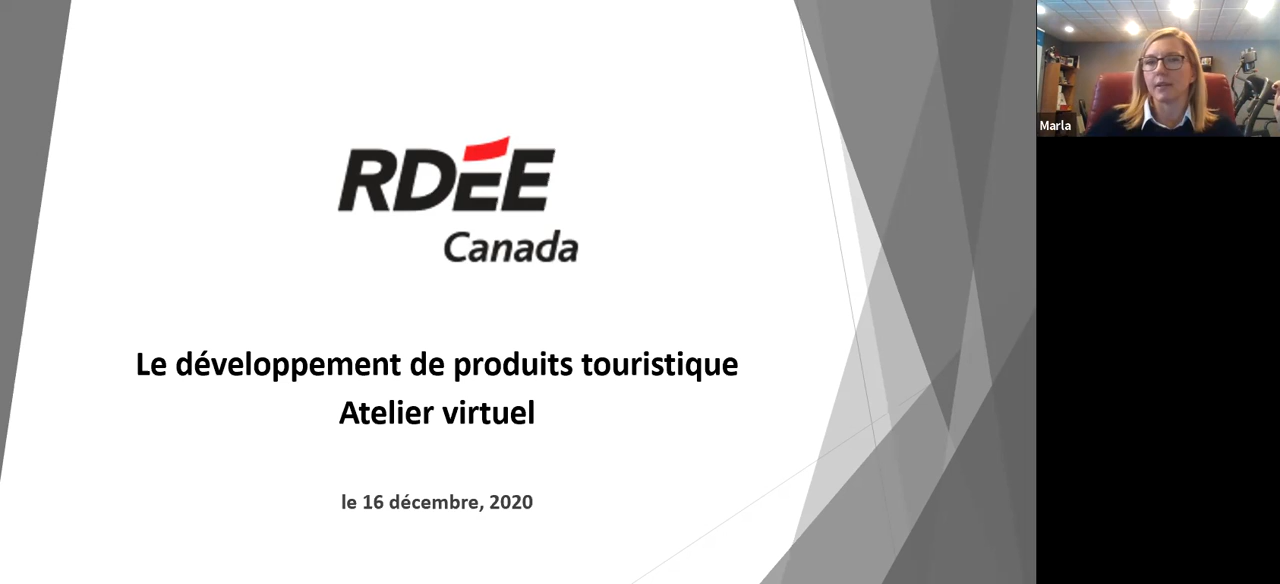 RDÉE
Canada
Le développement de produits touristique
Atelier virtuel
le 16 décembre, 2020
Marla